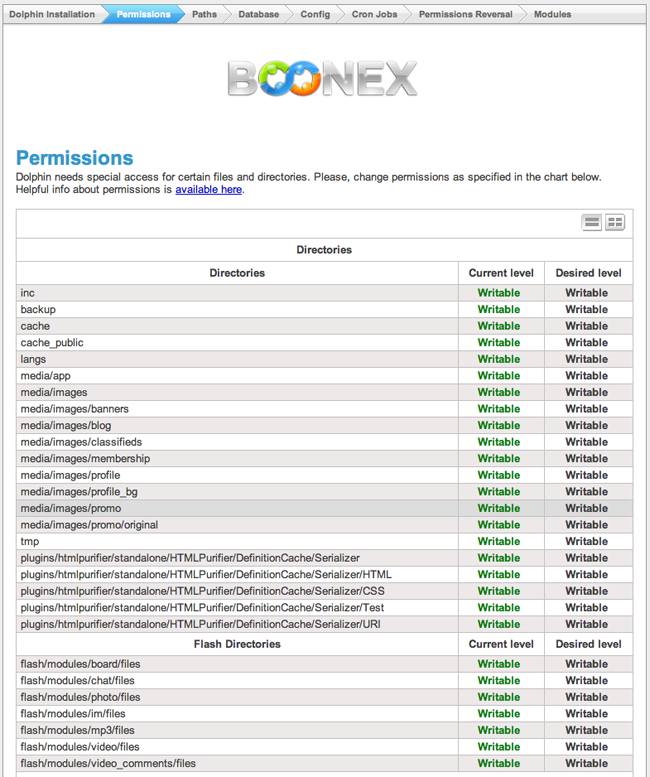 Dolphin Installation Permissions Paths Database Config Cron Jobs Permissions Reversal Modules
BOONEX
Permissions
Dolphin needs special access for certain files and directories. Please, change permissions as specified in the chart below.
Helpful info about permissions is available here.
Directories
Directories Current level Desired level
inc Writable Writable
backup Writable Writable
cache Writable Writable
cache_public Writable Writable
langs Writable Writable
media/app Writable Writable
media/images Writable Writable
media/images/banners Writable Writable
media/images/blog Writable Writable
media/images/classifieds Writable Writable
media/images/membership Writable Writable
media/images/profile Writable Writable
media/images/profile_bg Writable Writable
media/images/promo Writable Writable
media/images/promo/original Writable Writable
tmp Writable Writable
plugins/htmlpurifier/standalone/HTMLPurifier/DefinitionCache/Serializer Writable Writable
plugins/htmlpurifier/standalone/HTMLPurifier/DefinitionCache/Serializer/HTML Writable Writable
plugins/htmlpurifier/standalone/HTMLPurifier/DefinitionCache/Serializer/CSS Writable Writable
plugins/htmlpurifier/standalone/HTMLPurifier/DefinitionCache/Serializer/Test Writable Writable
plugins/htmlpurifier/standalone/HTMLPurifier/DefinitionCache/Serializer/URI Writable Writable
Flash Directories Current level Desired level
flash/modules/board/files Writable Writable
flash/modules/chat/files Writable Writable
flash/modules/photo/files Writable Writable
flash/modules/im/files Writable Writable
flash/modules/mp3/files Writable Writable
flash/modules/video/files Writable Writable
flash/modules/video_comments/files Writable Writable